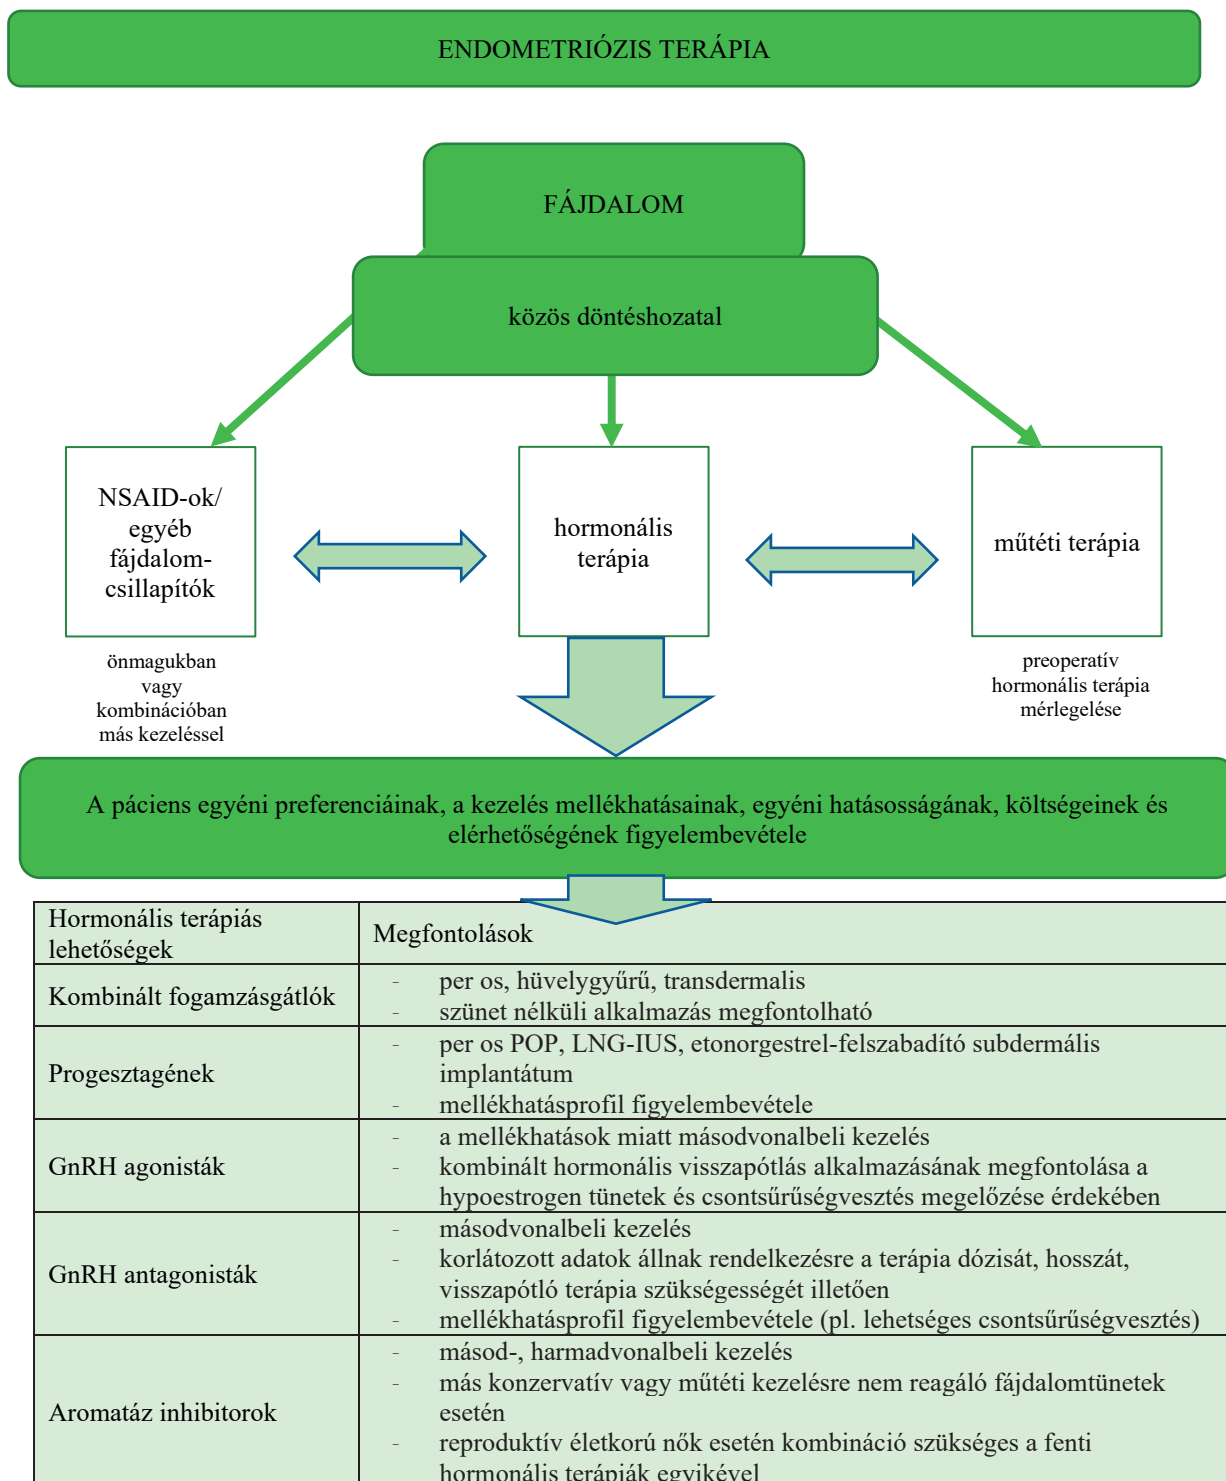 ENDOMETRIÓZIS TERÁPIA
FÁJDALOM
közös döntéshozatal
NSAID-ok/
egyéb
fájdalom-
csillapítók
hormonális
terápia
műtéti terápia
önmagukban
vagy
kombinációban
más kezeléssel
preoperatív
hormonális terápia
mérlegelése
A páciens egyéni preferenciáinak, a kezelés mellékhatásainak, egyéni hatásosságának, költségeinek és
elérhetőségének figyelembevétele
Hormonális terápiás
lehetőségek
Megfontolások
Kombinált fogamzásgátlók
- per os, hüvelygyűrű, transdermalis
- szünet nélküli alkalmazás megfontolható
Progesztagének
- per os POP, LNG-IUS, etonorgestrel-felszabadító subdermális
implantátum
- mellékhatásprofil figyelembevétele
GnRH agonisták
- a mellékhatások miatt másodvonalbeli kezelés
- kombinált hormonális visszapótlás alkalmazásának megfontolása a
hypoestrogen tünetek és csontsűrűségvesztés megelőzése érdekében
GnRH antagonisták
- másodvonalbeli kezelés
- korlátozott adatok állnak rendelkezésre a terápia dózisát, hosszát,
visszapótló terápia szükségességét illetően
- mellékhatásprofil figyelembevétele (pl. lehetséges csontsűrűségvesztés)
Aromatáz inhibitorok
- másod-, harmadvonalbeli kezelés
- más konzervatív vagy műtéti kezelésre nem reagáló fájdalomtünetek
esetén
- reproduktív életkorú nők esetén kombináció szükséges a fenti
hormonális terápiák egyikével